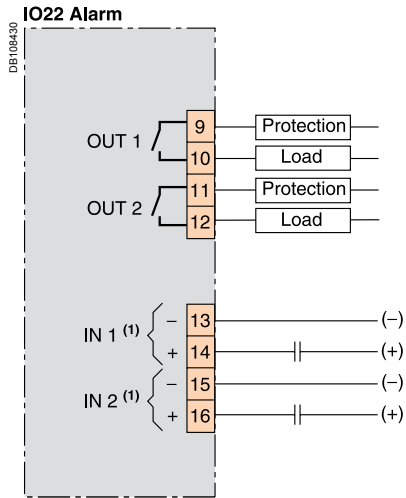 IO22 Alarm
DB108430
OUT 1
9 Protection
10 Load
OUT 2
11 Protection
12 Load
IN 1 (1)
– 13 (–)
+ 14 (+)
IN 2 (1)
– 15 (–)
+ 16 (+)